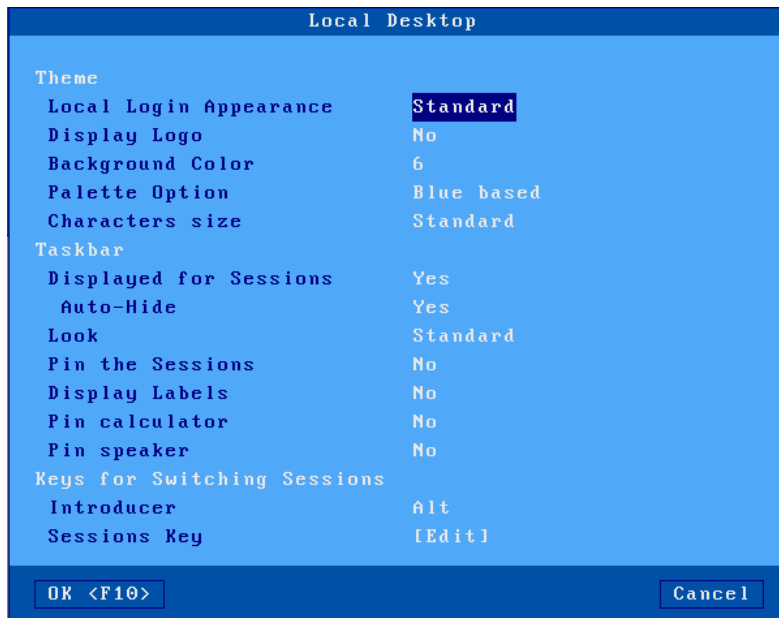 Local Desktop
Theme
Local Login Appearance Standard
Display Logo No
Background Color 6
Palette Option Blue based
Characters size Standard
Taskbar
Displayed for Sessions Yes
Auto-Hide Yes
Look Standard
Pin the Sessions No
Display Labels No
Pin calculator No
Pin speaker No
Keys for Switching Sessions
Introducer Alt
Sessions Key [Edit]
OK <F10> Cancel